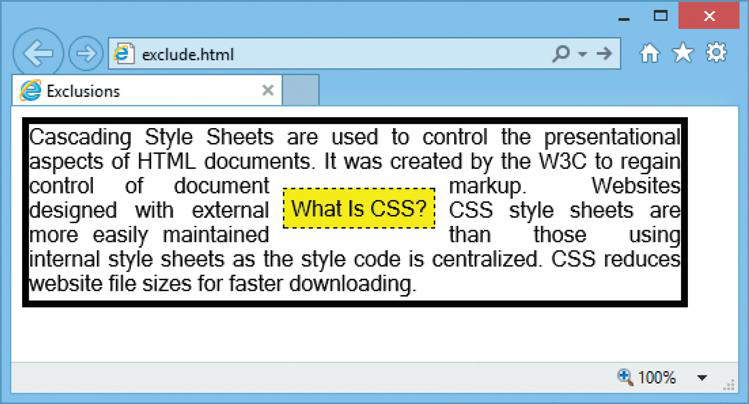 exclude.html
Exclusions
Cascading Style Sheets are used to control the presentational
aspects of HTML documents. It was created by the W3C to regain
control of document markup. Websites
designed with external What Is CSS? CSS style sheets are
more easily maintained than those using
internal style sheets as the style code is centralized. CSS reduces
website file sizes for faster downloading.
100%